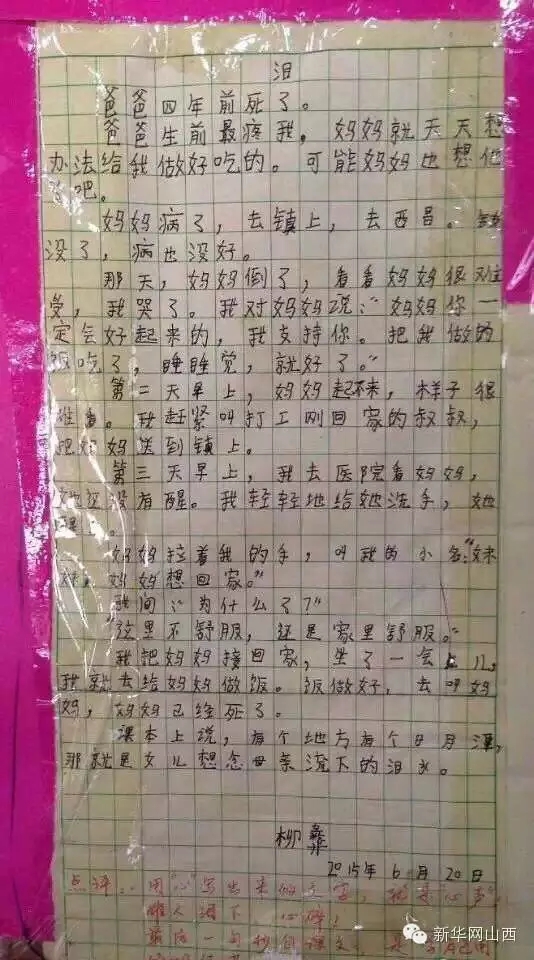 泪
爸爸四年前死了。
爸爸生前最疼我，妈妈就天天想
办法给我做好吃的。可能妈妈也想他
了吧。
妈妈病了，去镇上，去西昌。钱
没了，病也没好。
那天，妈妈倒了，看看妈妈很难
受，我哭了。我对妈妈说：“妈妈你一
定会好起来的，我支持你。把我做的
饭吃了，睡睡觉，就好了。”
第二天早上，妈妈起不来，样子很
难看。我赶紧叫打工刚回家的叔叔，
把妈妈送到镇上。
第三天早上，我去医院看妈妈，
她还没有醒。我轻轻地给她洗手，她
醒了。
妈妈拉着我的手，叫我的小名：“妹
妹，妈妈想回家。”
我问：“为什么了？”
“这里不舒服，还是家里舒服。”
我把妈妈接回家，坐了一会儿，
我就去给妈妈做饭。饭做好，去叫妈
妈，妈妈已经死了。
课本上说，有个地方有个日月潭，
那就是女儿想念母亲流下的泪水。
柳彝
2015年6月20日
点评：用“心”写出来的文字，就是“心声”，
催人泪下，心碎！
最后一句
新华网山西